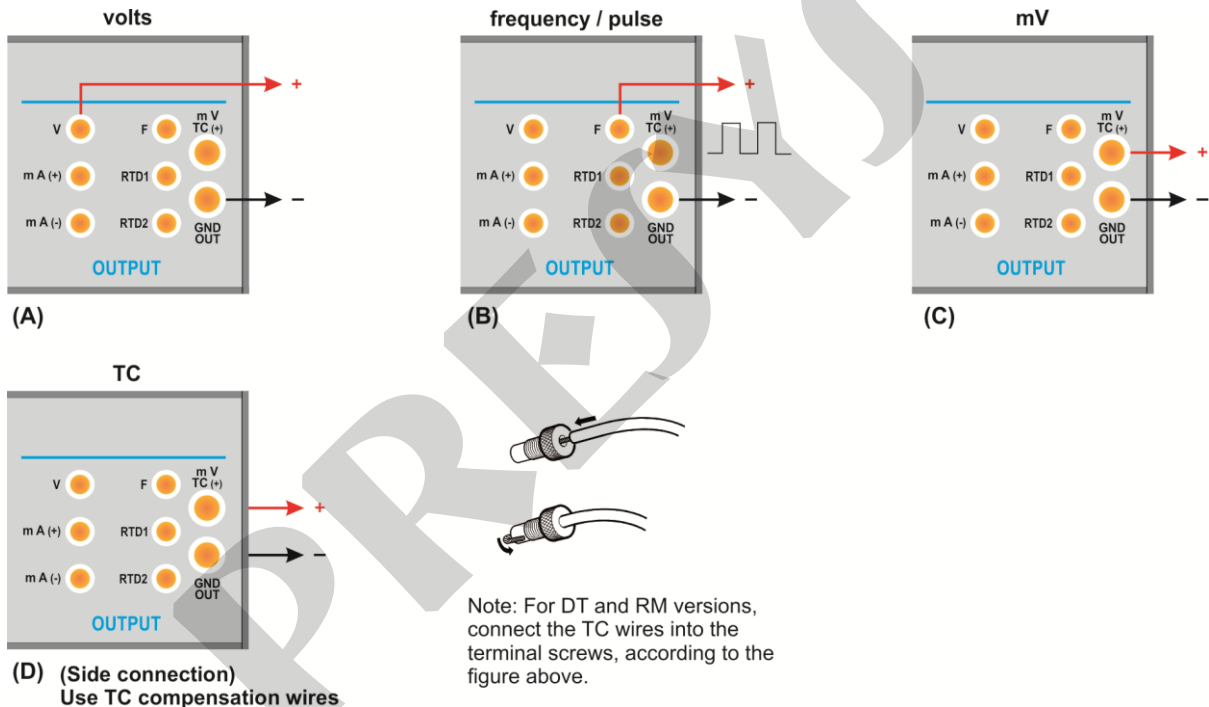 volts
+
V
F
m V
TC (+)
m A (+)
RTD1
m A (-)
RTD2
GND
OUT
−
OUTPUT
(A)
frequency / pulse
+
V
F
m V
TC (+)
m A (+)
RTD1
m A (-)
RTD2
GND
OUT
−
OUTPUT
(B)
mV
V
F
m V
TC (+)
+
m A (+)
RTD1
m A (-)
RTD2
GND
OUT
−
OUTPUT
(C)
TC
V
F
m V
TC (+)
+
m A (+)
RTD1
m A (-)
RTD2
GND
OUT
−
OUTPUT
(D) (Side connection)
Use TC compensation wires
Note: For DT and RM versions,
connect the TC wires into the
terminal screws, according to the
figure above.
PRESYS